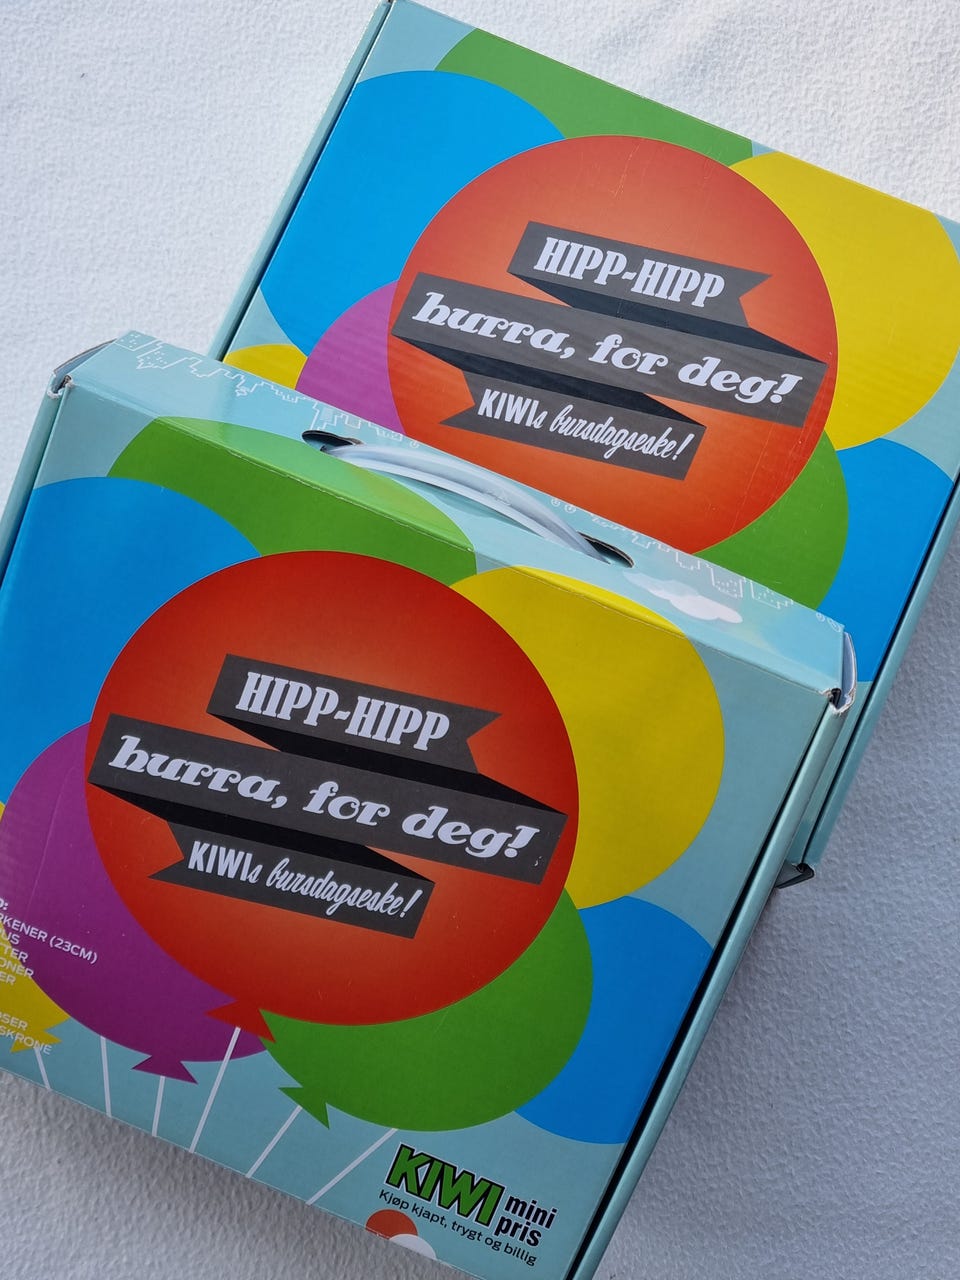 HIPP-HIPP
hurra, for deg!
KIWIs bursdagseske!
HIPP-HIPP
hurra, for deg!
KIWIs bursdagseske!
(23CM)
KIWI mini pris
Kjøp kjapt, trygt og billig